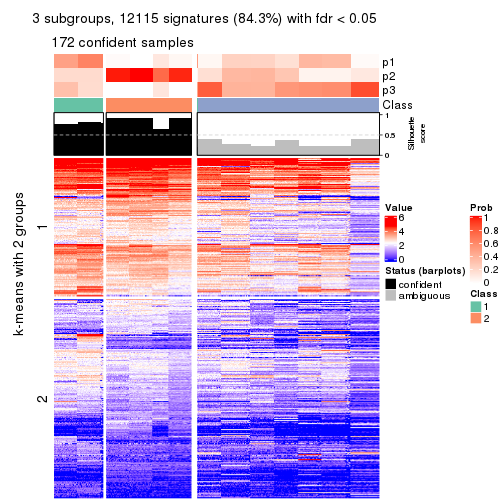 3 subgroups, 12115 signatures (84.3%) with fdr < 0.05
172 confident samples
p1
p2
p3
Class
1
0.5
0
Silhouette
score
k-means with 2 groups
1
2
Value
6
4
2
0
Status (barplots)
confident
ambiguous
Prob
1
0.8
0.6
0.4
0.2
0
Class
1
2